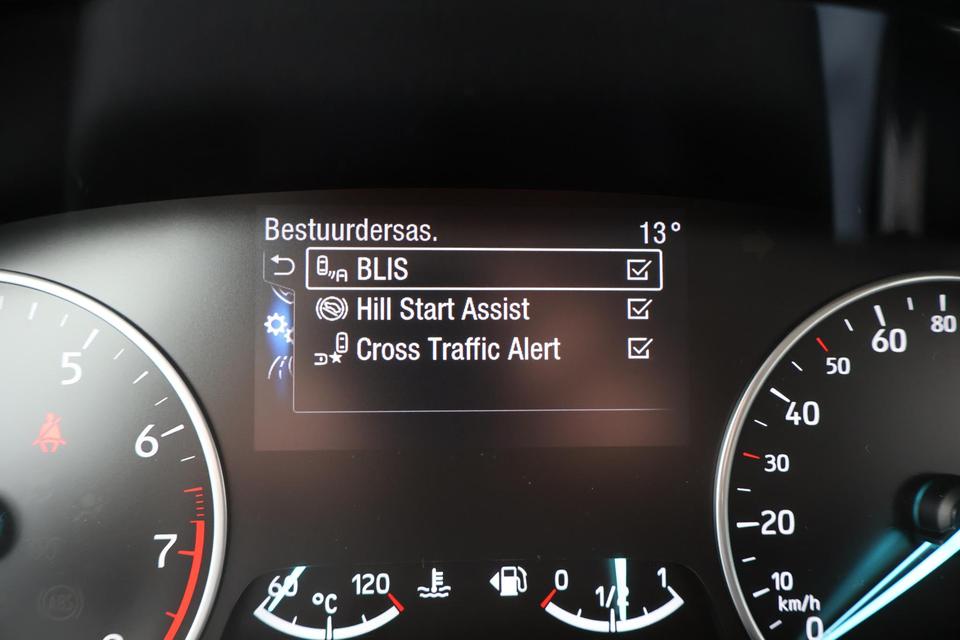 Bestuurdersas. 13°
BLIS
Hill Start Assist
Cross Traffic Alert
5
6
7
60 °C 120
0 1/2 1
0
10
20
30
40
50
60
80
km/h
ABS